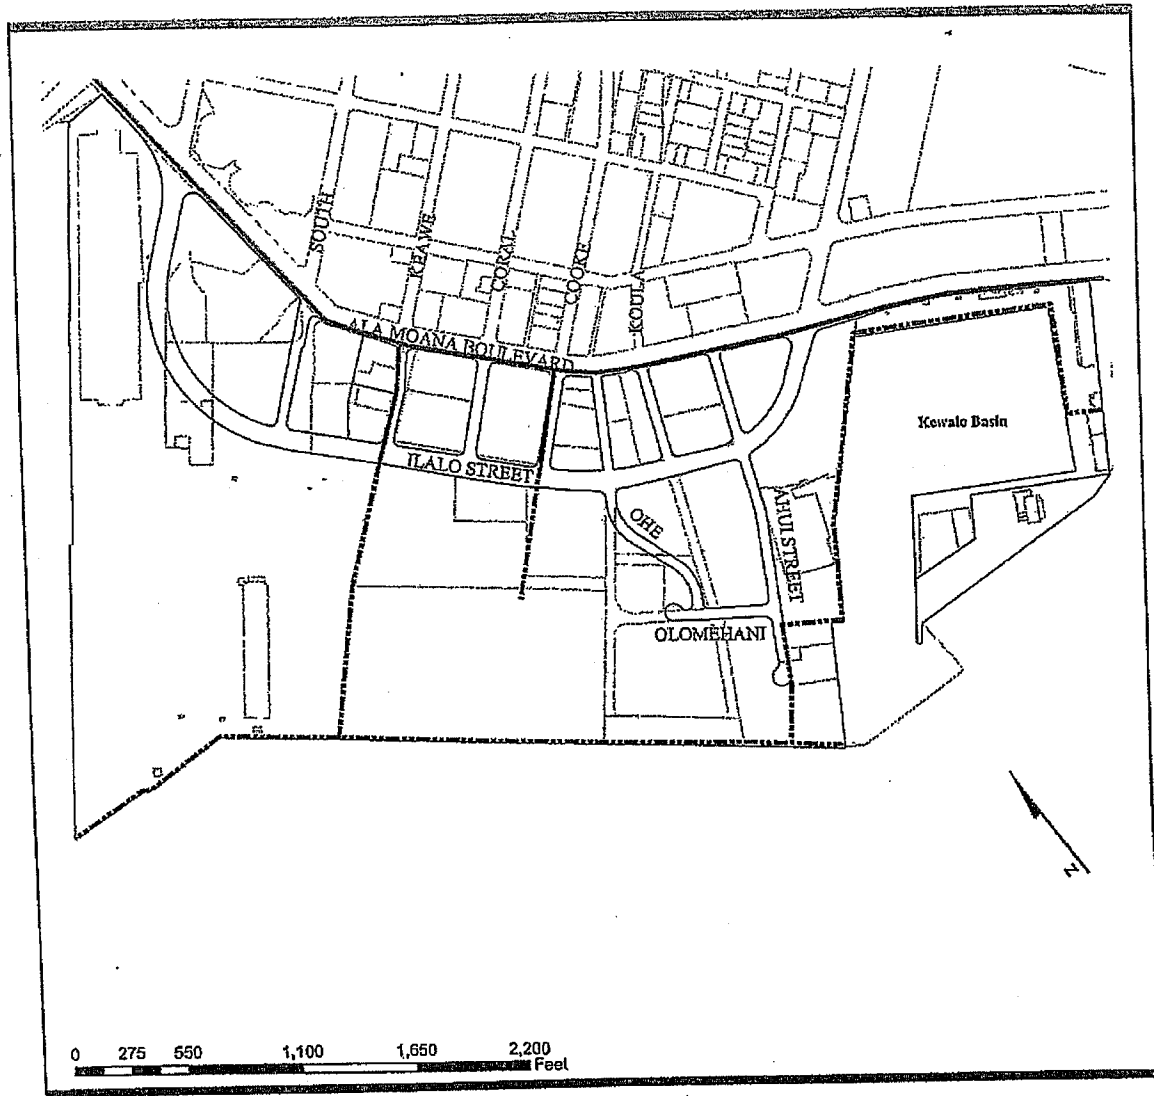 SOUTH
KEAWE
CORAL
COOKE
KOULA
ALA MOANA BOULEVARD
Kewalo Basin
ILALO STREET
OHE
AHUI STREET
OLOMEHANI
N
0 275 550 1,100 1,650 2,200
Feet